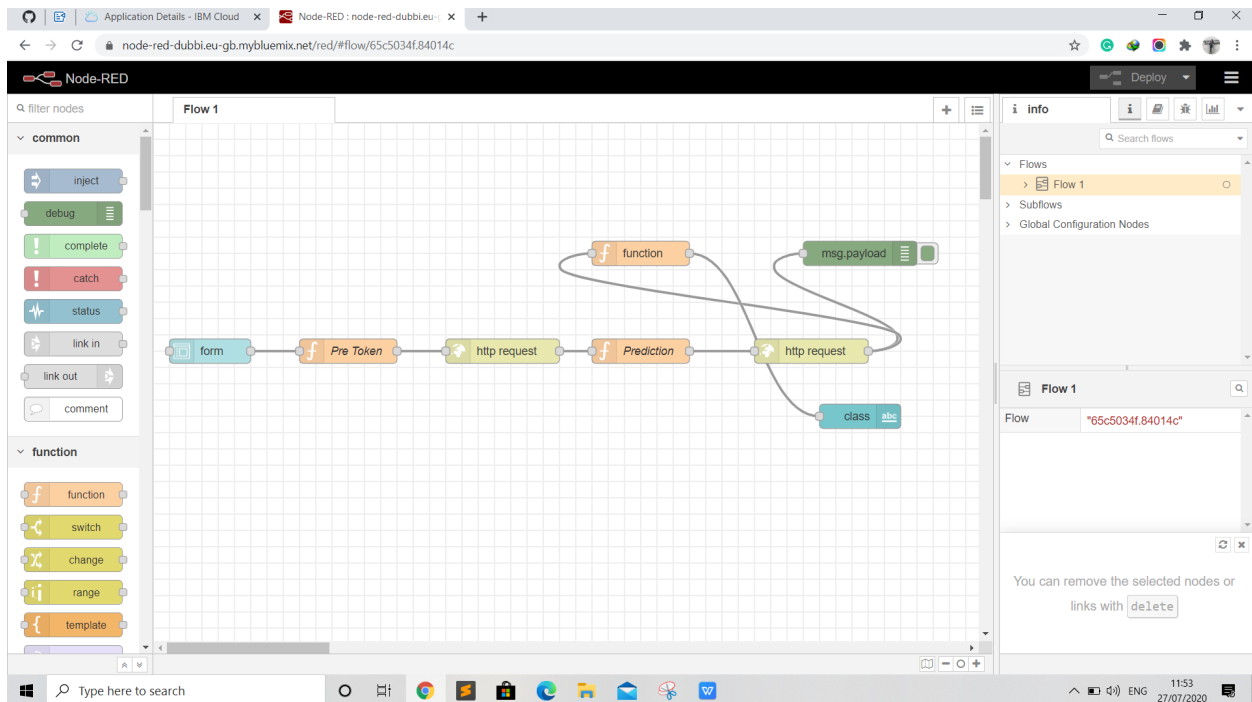 Application Details - IBM Cloud
Node-RED : node-red-dubbi.eu-g
node-red-dubbi.eu-gb.mybluemix.net/red/#flow/65c5034f.84014c
Node-RED
Deploy
filter nodes
Flow 1
i info
i
Search flows
common
inject
debug
complete
catch
status
link in
link out
comment
function
function
switch
change
range
template
form
Pre Token
http request
Prediction
http request
function
msg.payload
class abc
Flows
Flow 1
Subflows
Global Configuration Nodes
Flow 1
Flow "65c5034f.84014c"
You can remove the selected nodes or
links with delete
Type here to search
ENG
11:53
27/07/2020